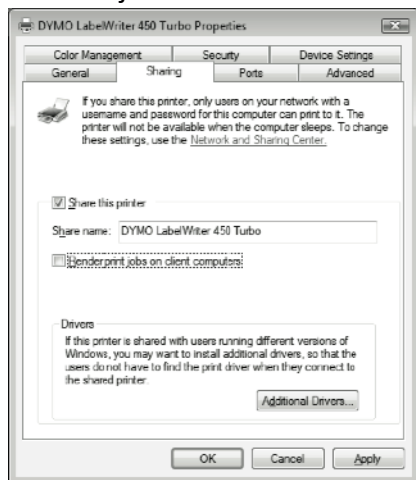 DYMO LabelWriter 450 Turbo Properties
Color Management Security Device Settings
General Sharing Ports Advanced
If you share this printer, only users on your network with a
username and password for this computer can print to it. The
printer will not be available when the computer sleeps. To change
these settings, use the Network and Sharing Center.
Share this printer
Share name: DYMO LabelWriter 450 Turbo
Render print jobs on client computers
Drivers
If this printer is shared with users running different versions of
Windows, you may want to install additional drivers, so that the
users do not have to find the print driver when they connect to
the shared printer.
Additional Drivers...
OK Cancel Apply